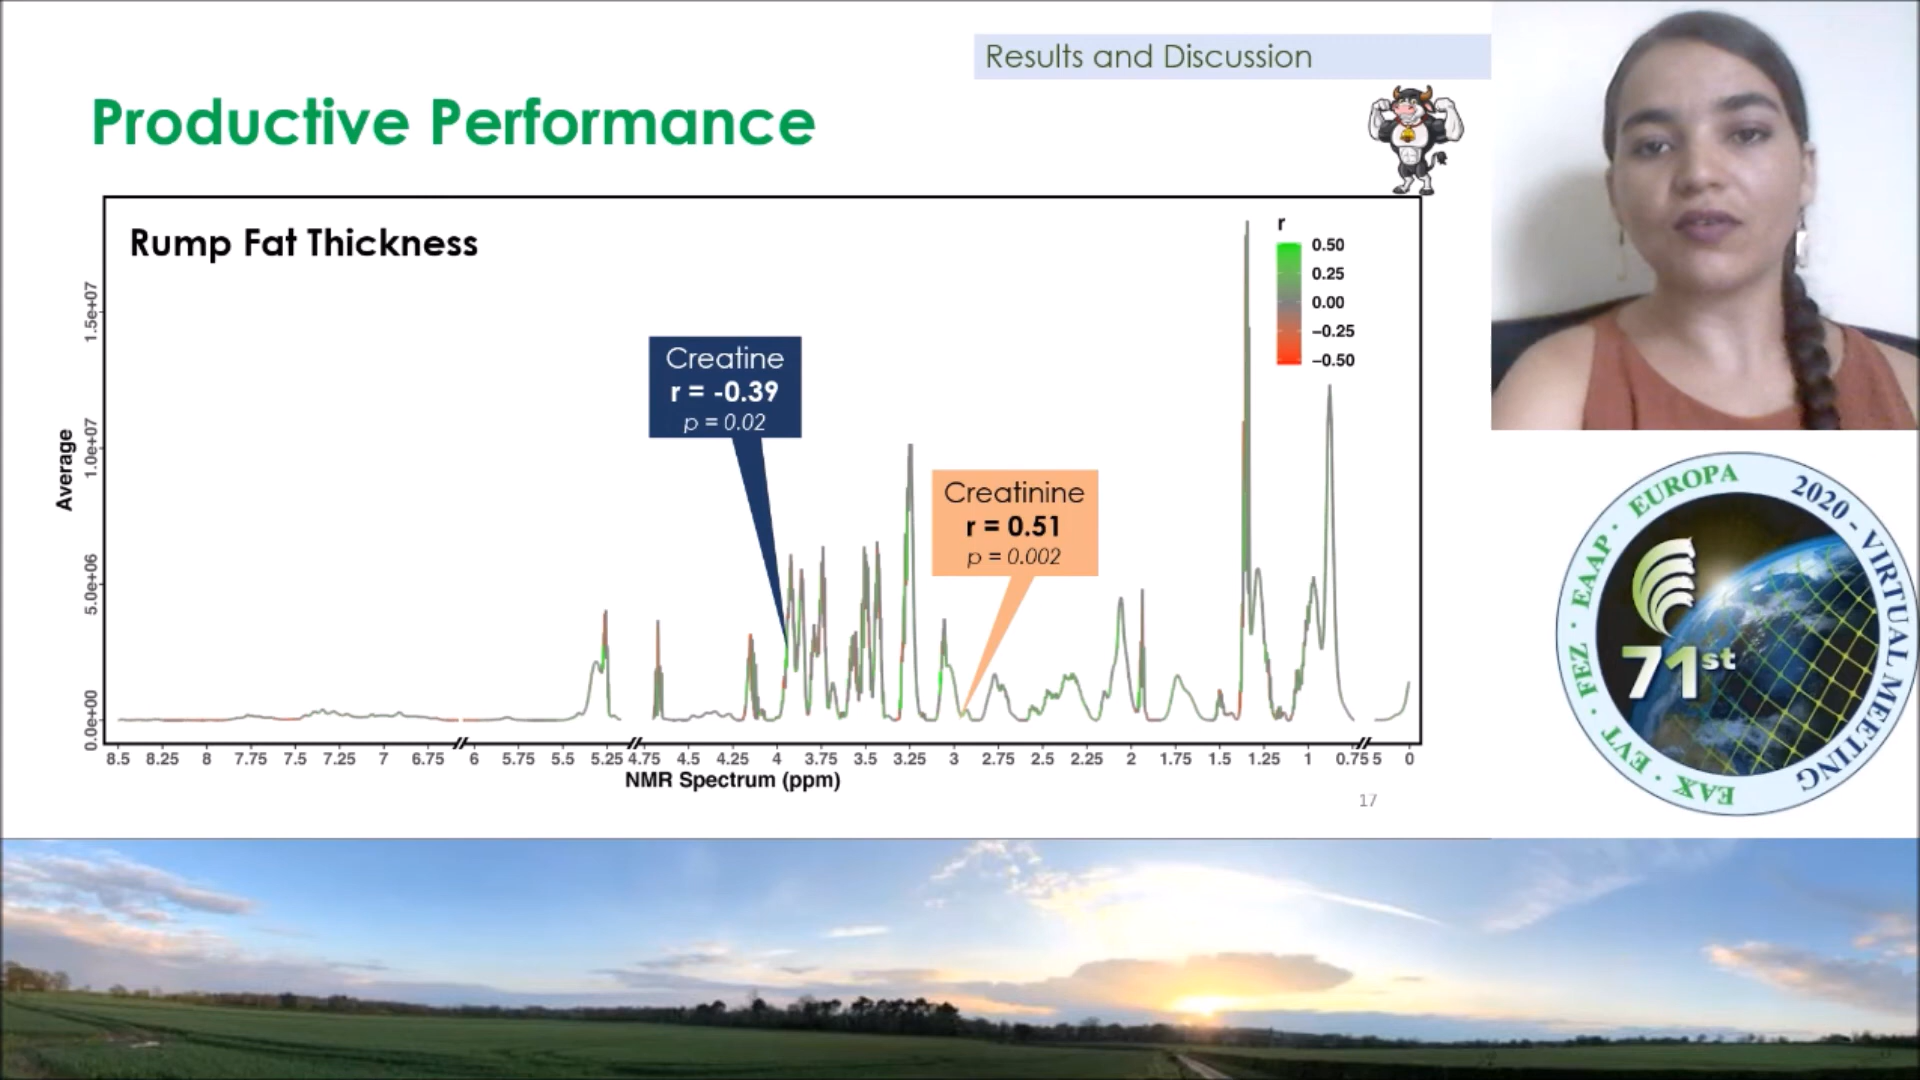 Results and Discussion
Productive Performance
Rump Fat Thickness
r
0.50
0.25
0.00
−0.25
−0.50
Creatine
r = -0.39
p = 0.02
Creatinine
r = 0.51
p = 0.002
Average
1.5e+07
1.0e+07
5.0e+06
0.0e+00
8.5 8.25 8 7.75 7.5 7.25 7 6.75 6 5.75 5.5 5.25 4.75 4.5 4.25 4 3.75 3.5 3.25 3 2.75 2.5 2.25 2 1.75 1.5 1.25 1 0.75 5 0
NMR Spectrum (ppm)
17
EAX · EVT · FEZ · EAAP · EUROPA
2020 - VIRTUAL MEETING
71st